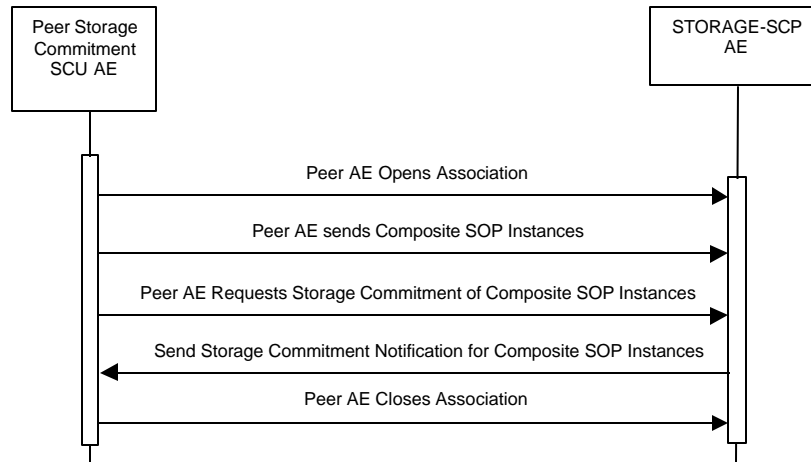 Peer Storage
Commitment
SCU AE
STORAGE-SCP
AE
Peer AE Opens Association
Peer AE sends Composite SOP Instances
Peer AE Requests Storage Commitment of Composite SOP Instances
Send Storage Commitment Notification for Composite SOP Instances
Peer AE Closes Association